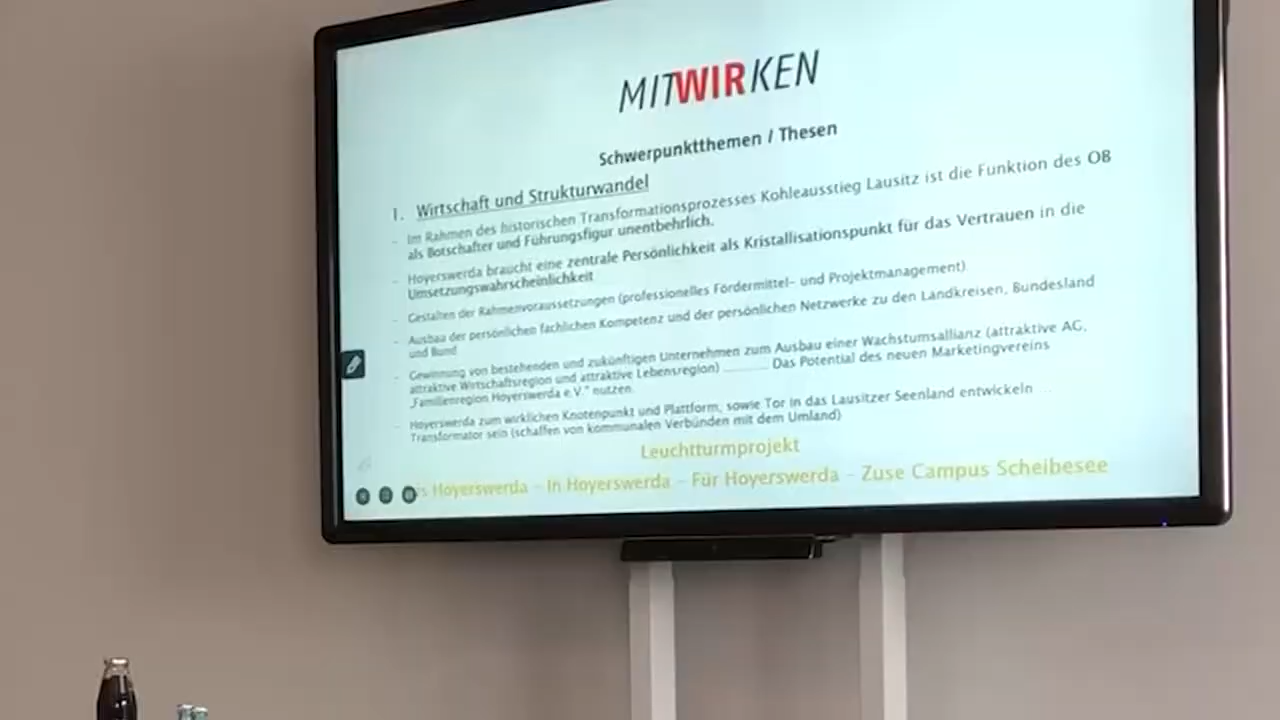 MITWIRKEN
Schwerpunktthemen / Thesen
1. Wirtschaft und Strukturwandel
- Im Rahmen des historischen Transformationsprozesses Kohleausstieg Lausitz ist die Funktion des OB
als Botschafter und Führungsfigur unentbehrlich.
- Hoyerswerda braucht eine zentrale Persönlichkeit als Kristallisationspunkt für das Vertrauen in die
Umsetzungswahrscheinlichkeit
- Gestalten der Rahmenvoraussetzungen (professionelles Fördermittel- und Projektmanagement)
- Ausbau der persönlichen fachlichen Kompetenz und der persönlichen Netzwerke zu den Landkreisen, Bundesland
und Bund
- Gewinnung von bestehenden und zukünftigen Unternehmen zum Ausbau einer Wachstumsallianz (attraktive AG,
attraktive Wirtschaftsregion und attraktive Lebensregion) ........... Das Potential des neuen Marketingvereins
„Familienregion Hoyerswerda e.V." nutzen.
- Hoyerswerda zum wirklichen Knotenpunkt und Plattform, sowie Tor in das Lausitzer Seenland entwickeln ...
Transformator sein (schaffen von kommunalen Verbünden mit dem Umland)
Leuchtturmprojekt
Hoyerswerda – In Hoyerswerda – Für Hoyerswerda – Zuse Campus Scheibesee